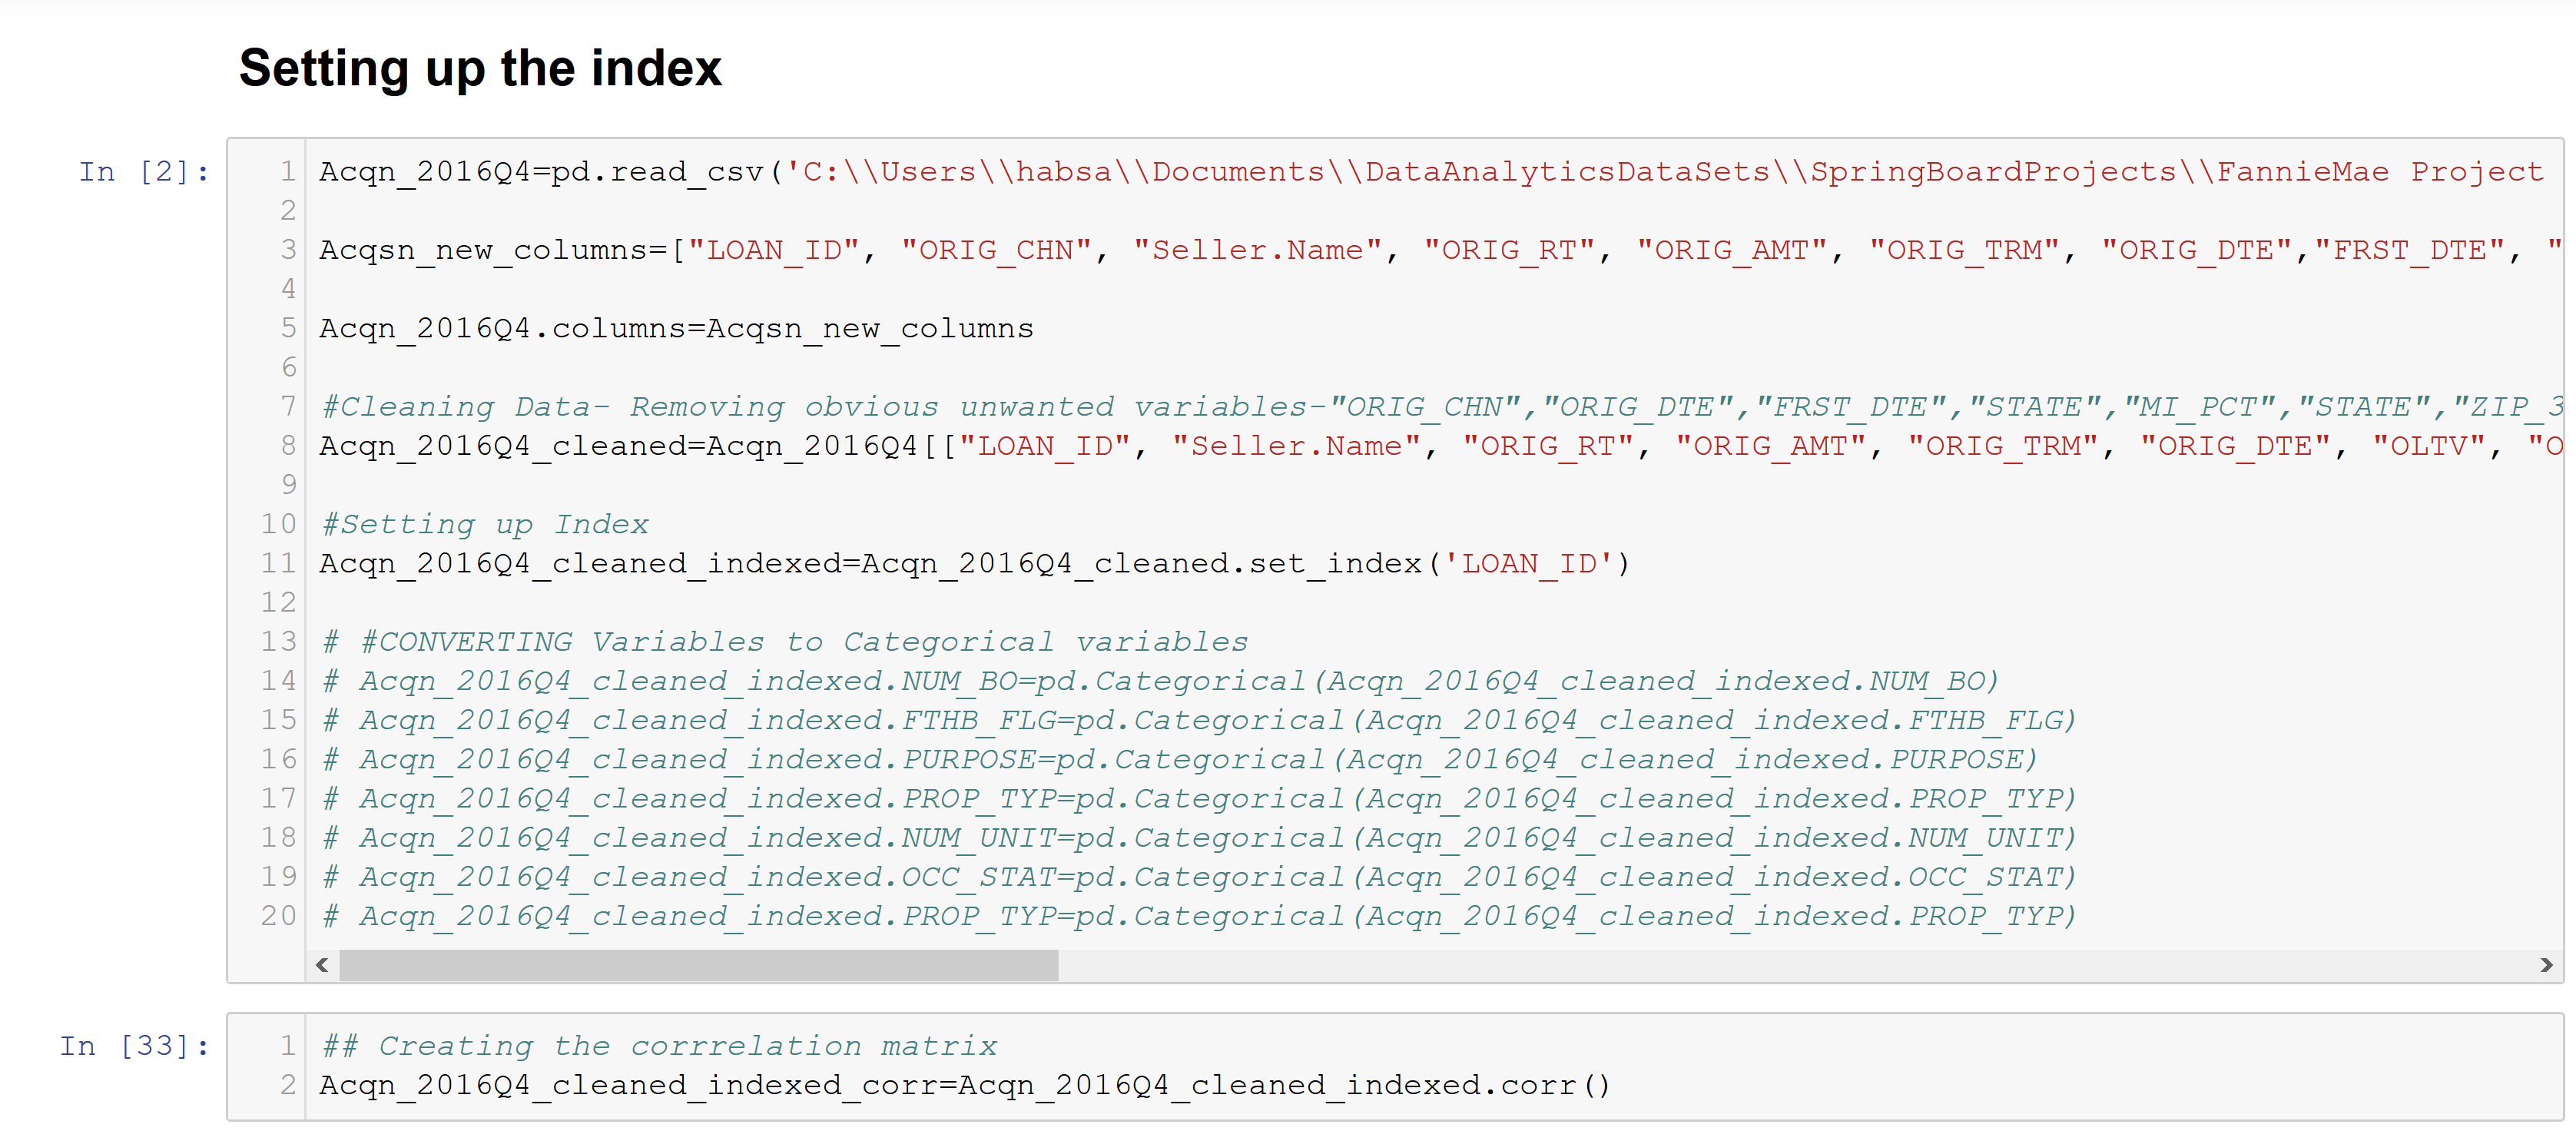 Setting up the index
In [2]:
1 Acqn_2016Q4=pd.read_csv('C:\\Users\\habsa\\Documents\\DataAnalyticsDataSets\\SpringBoardProjects\\FannieMae Project
2
3 Acqsn_new_columns=["LOAN_ID", "ORIG_CHN", "Seller.Name", "ORIG_RT", "ORIG_AMT", "ORIG_TRM", "ORIG_DTE","FRST_DTE", "
4
5 Acqn_2016Q4.columns=Acqsn_new_columns
6
7 #Cleaning Data- Removing obvious unwanted variables-"ORIG_CHN","ORIG_DTE","FRST_DTE","STATE","MI_PCT","STATE","ZIP_3
8 Acqn_2016Q4_cleaned=Acqn_2016Q4[["LOAN_ID", "Seller.Name", "ORIG_RT", "ORIG_AMT", "ORIG_TRM", "ORIG_DTE", "OLTV", "O
9
10 #Setting up Index
11 Acqn_2016Q4_cleaned_indexed=Acqn_2016Q4_cleaned.set_index('LOAN_ID')
12
13 # #CONVERTING Variables to Categorical variables
14 # Acqn_2016Q4_cleaned_indexed.NUM_BO=pd.Categorical(Acqn_2016Q4_cleaned_indexed.NUM_BO)
15 # Acqn_2016Q4_cleaned_indexed.FTHB_FLG=pd.Categorical(Acqn_2016Q4_cleaned_indexed.FTHB_FLG)
16 # Acqn_2016Q4_cleaned_indexed.PURPOSE=pd.Categorical(Acqn_2016Q4_cleaned_indexed.PURPOSE)
17 # Acqn_2016Q4_cleaned_indexed.PROP_TYP=pd.Categorical(Acqn_2016Q4_cleaned_indexed.PROP_TYP)
18 # Acqn_2016Q4_cleaned_indexed.NUM_UNIT=pd.Categorical(Acqn_2016Q4_cleaned_indexed.NUM_UNIT)
19 # Acqn_2016Q4_cleaned_indexed.OCC_STAT=pd.Categorical(Acqn_2016Q4_cleaned_indexed.OCC_STAT)
20 # Acqn_2016Q4_cleaned_indexed.PROP_TYP=pd.Categorical(Acqn_2016Q4_cleaned_indexed.PROP_TYP)
In [33]:
1 ## Creating the corrrelation matrix
2 Acqn_2016Q4_cleaned_indexed_corr=Acqn_2016Q4_cleaned_indexed.corr()